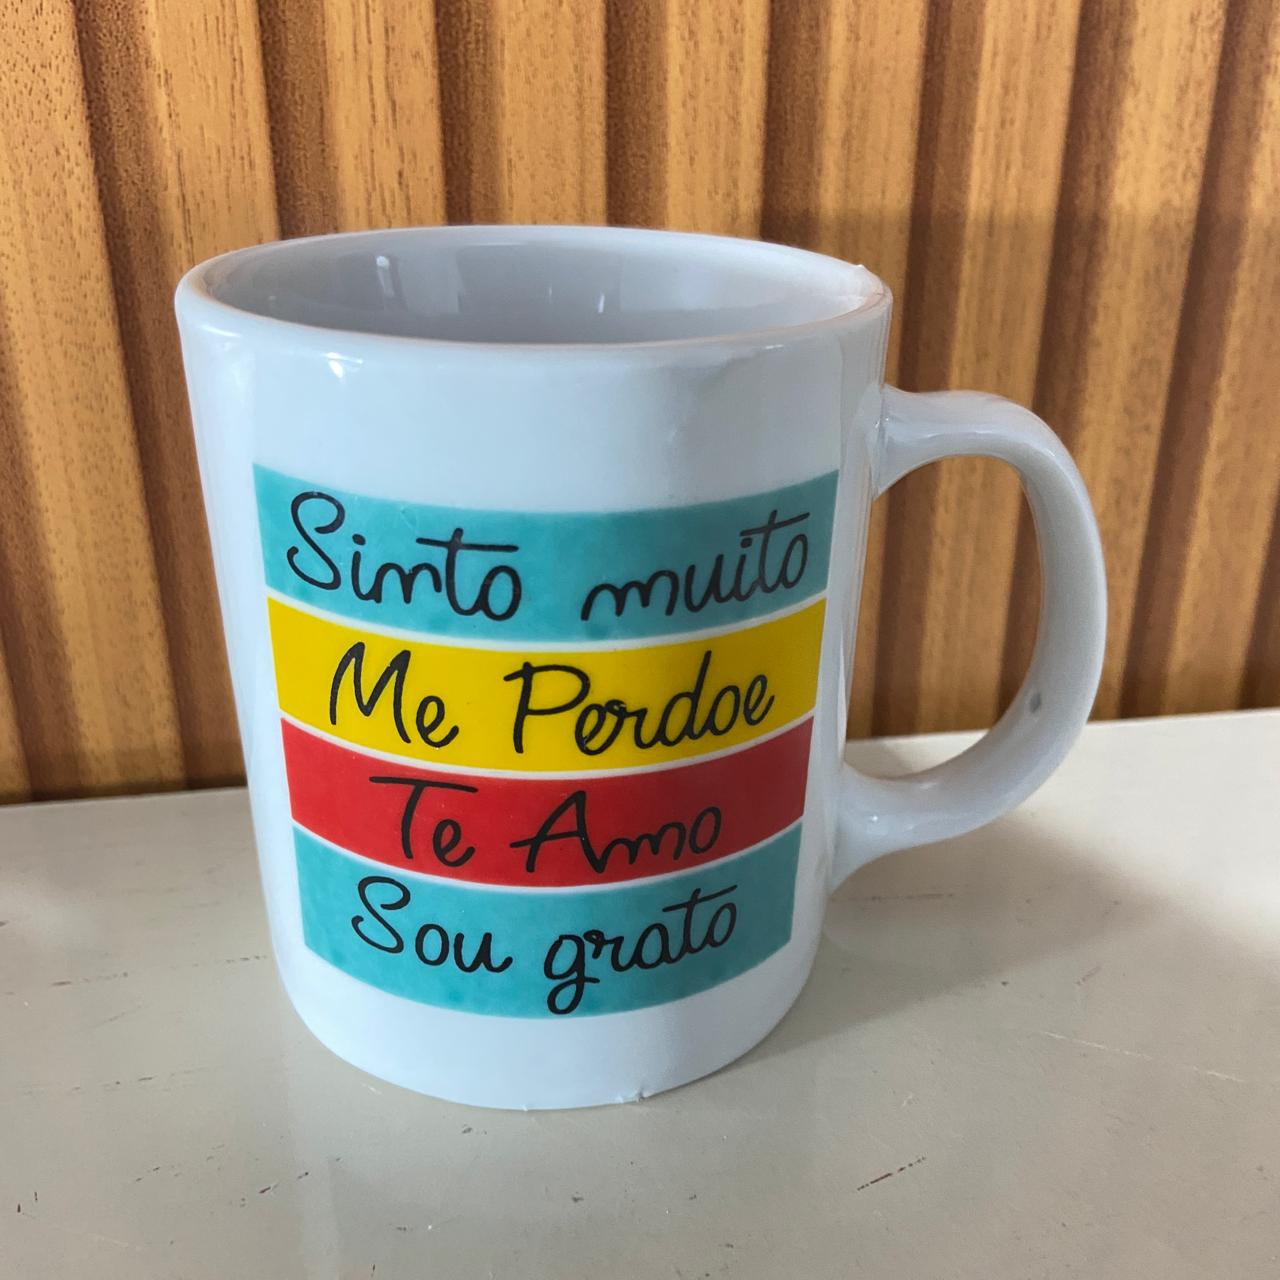 Sinto muito
Me Perdoe
Te Amo
Sou grato